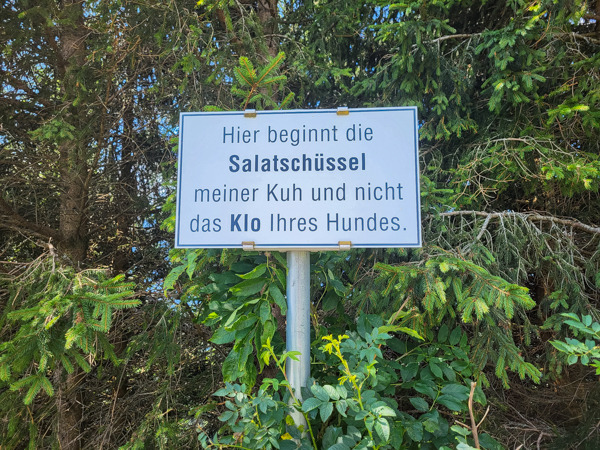 Hier beginnt die
Salatschüssel
meiner Kuh und nicht
das Klo Ihres Hundes.